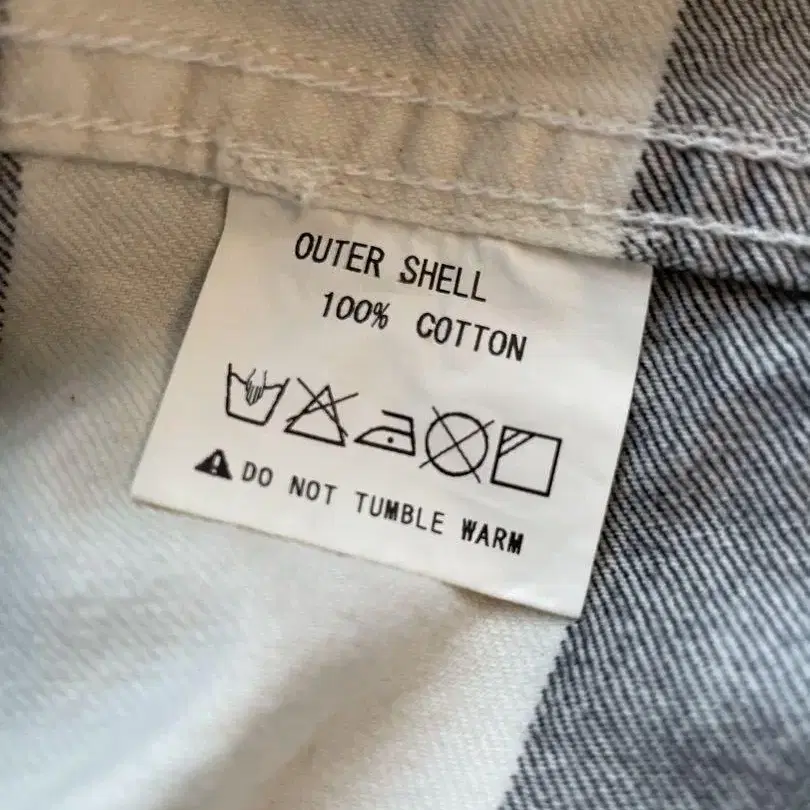 OUTER SHELL
100% COTTON
DO NOT TUMBLE WARM